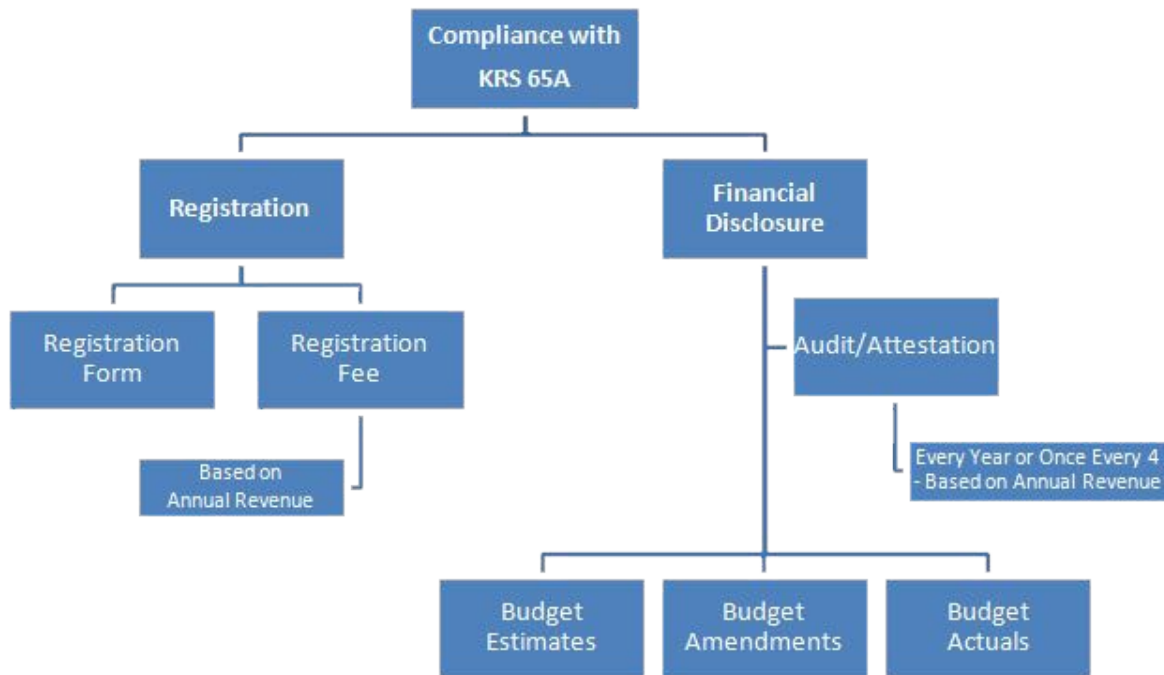 Compliance with
KRS 65A
Registration
Financial
Disclosure
Registration
Form
Registration
Fee
Audit/Attestation
Based on
Annual Revenue
Every Year or Once Every 4
- Based on Annual Revenue
Budget
Estimates
Budget
Amendments
Budget
Actuals